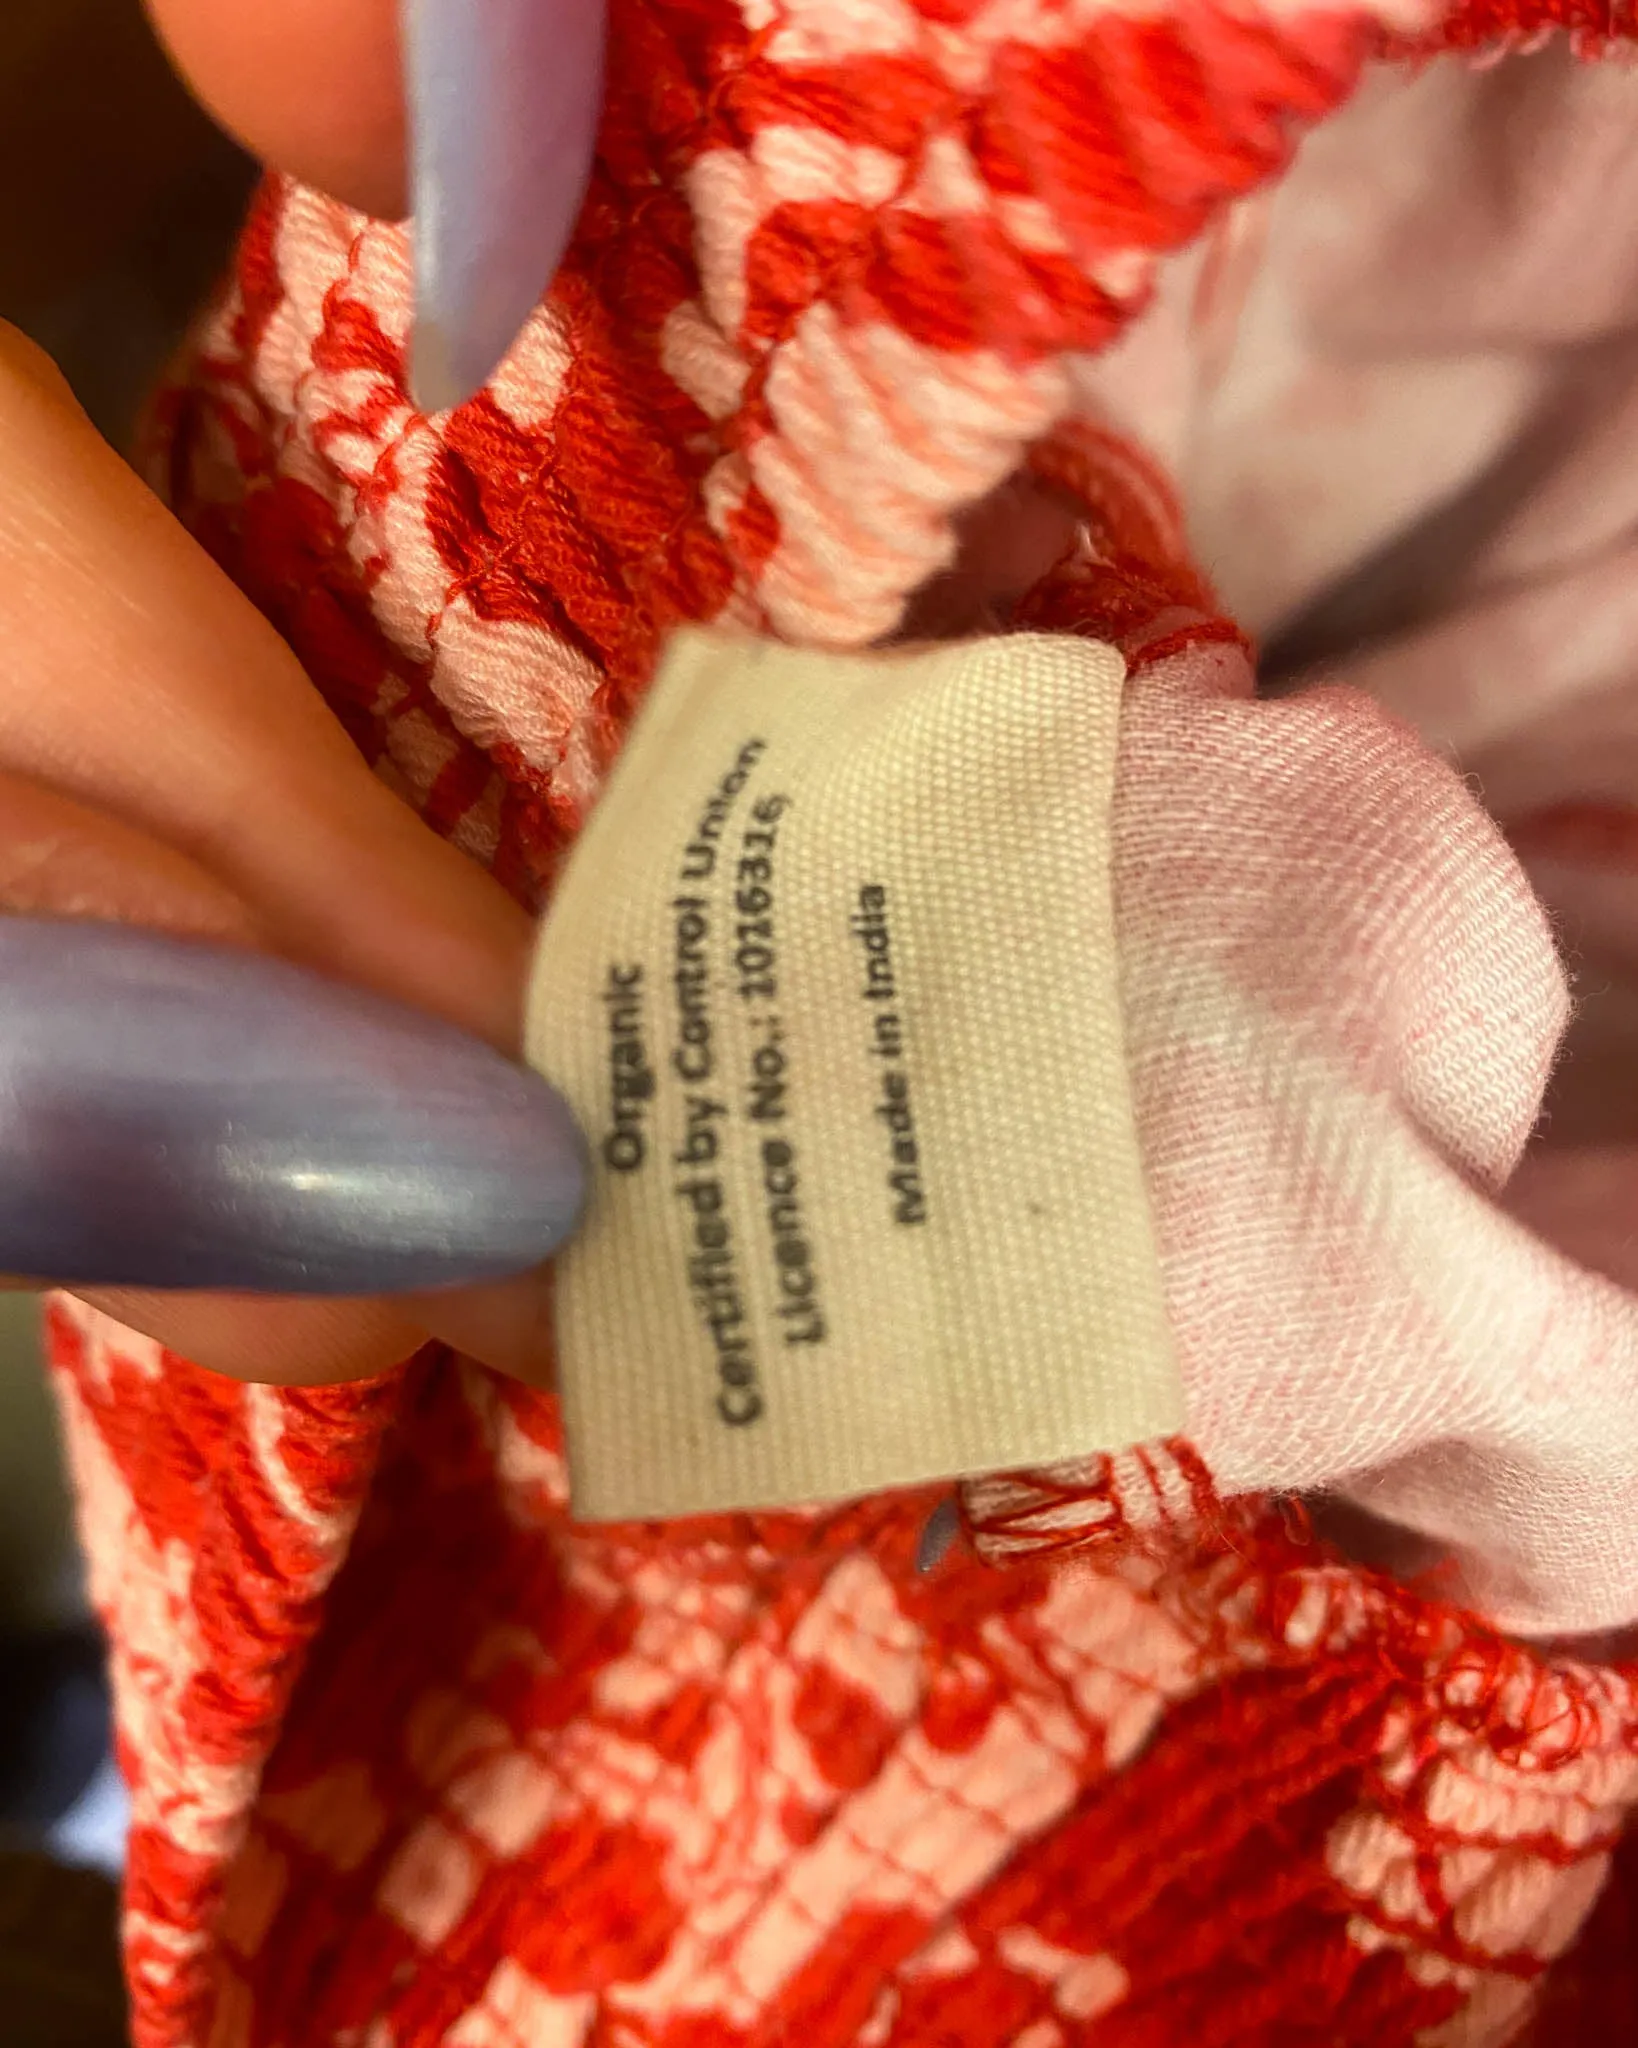 Organic
Certified by Control Union
Licence No.: 1016316
Made in India